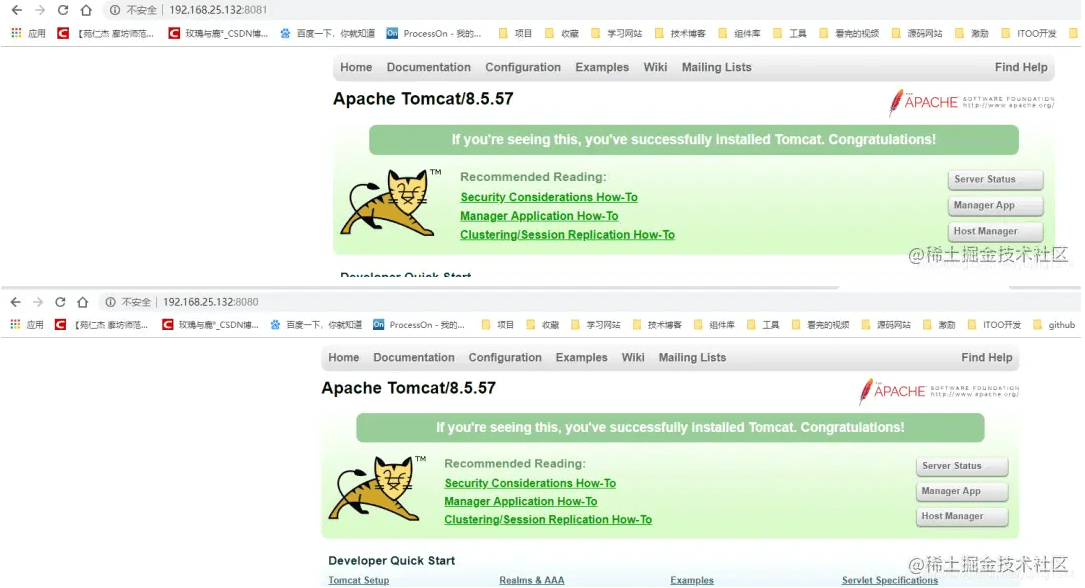 不安全 | 192.168.25.132:8081
应用 【苑仁杰 廊坊师范... 玫瑰与鹿°_CSDN博... 百度一下，你就知道 On ProcessOn - 我的... 项目 收藏 学习网站 技术博客 组件库 工具 看完的视频 源码网站 激励 ITOO开发
Home Documentation Configuration Examples Wiki Mailing Lists Find Help
Apache Tomcat/8.5.57
THE APACHE SOFTWARE FOUNDATION
http://www.apache.org/
If you're seeing this, you've successfully installed Tomcat. Congratulations!
TM
Recommended Reading:
Security Considerations How-To
Manager Application How-To
Clustering/Session Replication How-To
Server Status
Manager App
Host Manager
@稀土掘金技术社区
Developer Quick Start
不安全 | 192.168.25.132:8080
应用 【苑仁杰 廊坊师范... 玫瑰与鹿°_CSDN博... 百度一下，你就知道 On ProcessOn - 我的... 项目 收藏 学习网站 技术博客 组件库 工具 看完的视频 源码网站 激励 ITOO开发 github
Home Documentation Configuration Examples Wiki Mailing Lists Find Help
Apache Tomcat/8.5.57
THE APACHE SOFTWARE FOUNDATION
http://www.apache.org/
If you're seeing this, you've successfully installed Tomcat. Congratulations!
TM
Recommended Reading:
Security Considerations How-To
Manager Application How-To
Clustering/Session Replication How-To
Server Status
Manager App
Host Manager
Developer Quick Start
@稀土掘金技术社区
Tomcat Setup Realms & AAA Examples Servlet Specifications